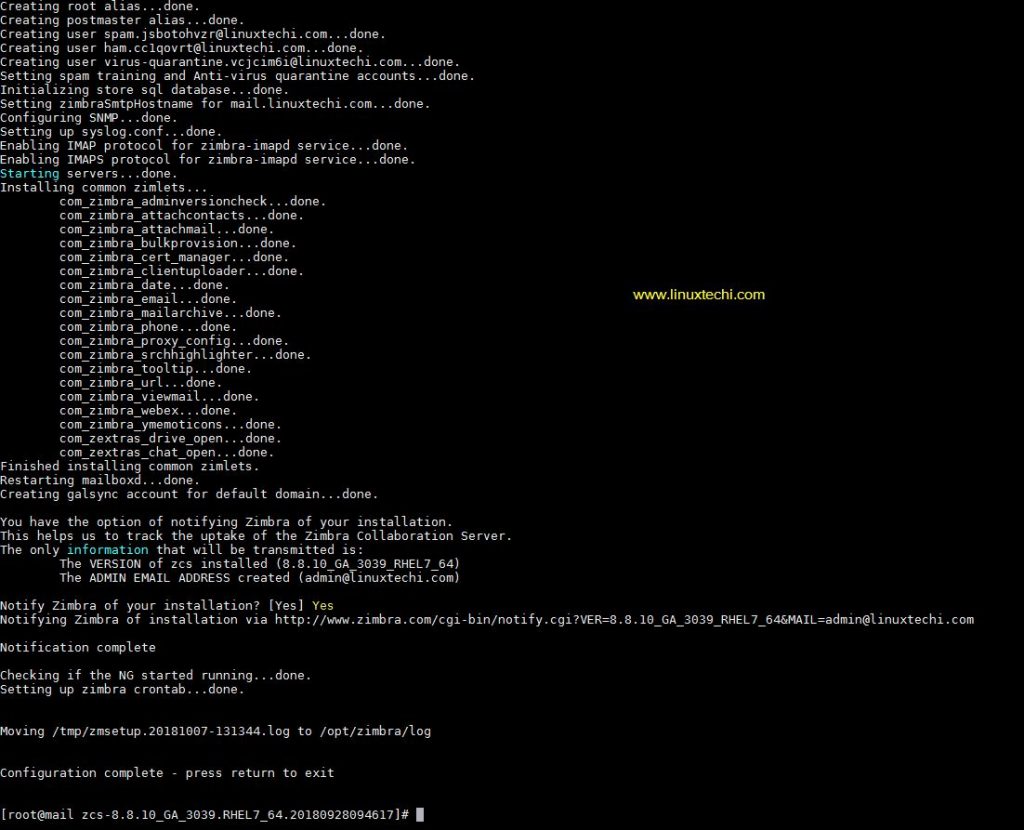 Creating root alias...done.
Creating postmaster alias...done.
Creating user spam.jsbotohvzr@linuxtechi.com...done.
Creating user ham.cc1qovrt@linuxtechi.com...done.
Creating user virus-quarantine.vcjcim6i@linuxtechi.com...done.
Setting spam training and Anti-virus quarantine accounts...done.
Initializing store sql database...done.
Setting zimbraSmtpHostname for mail.linuxtechi.com...done.
Configuring SNMP...done.
Setting up syslog.conf...done.
Enabling IMAP protocol for zimbra-imapd service...done.
Enabling IMAPS protocol for zimbra-imapd service...done.
Starting servers...done.
Installing common zimlets...
com_zimbra_adminversioncheck...done.
com_zimbra_attachcontacts...done.
com_zimbra_attachmail...done.
com_zimbra_bulkprovision...done.
com_zimbra_cert_manager...done.
com_zimbra_clientuploader...done.
com_zimbra_date...done.
www.linuxtechi.com
com_zimbra_email...done.
com_zimbra_mailarchive...done.
com_zimbra_phone...done.
com_zimbra_proxy_config...done.
com_zimbra_srchhighlighter...done.
com_zimbra_tooltip...done.
com_zimbra_url...done.
com_zimbra_viewmail...done.
com_zimbra_webex...done.
com_zimbra_ymemoticons...done.
com_zextras_drive_open...done.
com_zextras_chat_open...done.
Finished installing common zimlets.
Restarting mailboxd...done.
Creating galsync account for default domain...done.
You have the option of notifying Zimbra of your installation.
This helps us to track the uptake of the Zimbra Collaboration Server.
The only information that will be transmitted is:
The VERSION of zcs installed (8.8.10_GA_3039_RHEL7_64)
The ADMIN EMAIL ADDRESS created (admin@linuxtechi.com)
Notify Zimbra of your installation? [Yes] Yes
Notifying Zimbra of installation via http://www.zimbra.com/cgi-bin/notify.cgi?VER=8.8.10_GA_3039_RHEL7_64&MAIL=admin@linuxtechi.com
Notification complete
Checking if the NG started running...done.
Setting up zimbra crontab...done.
Moving /tmp/zmsetup.20181007-131344.log to /opt/zimbra/log
Configuration complete - press return to exit
[root@mail zcs-8.8.10_GA_3039.RHEL7_64.20180928094617]#